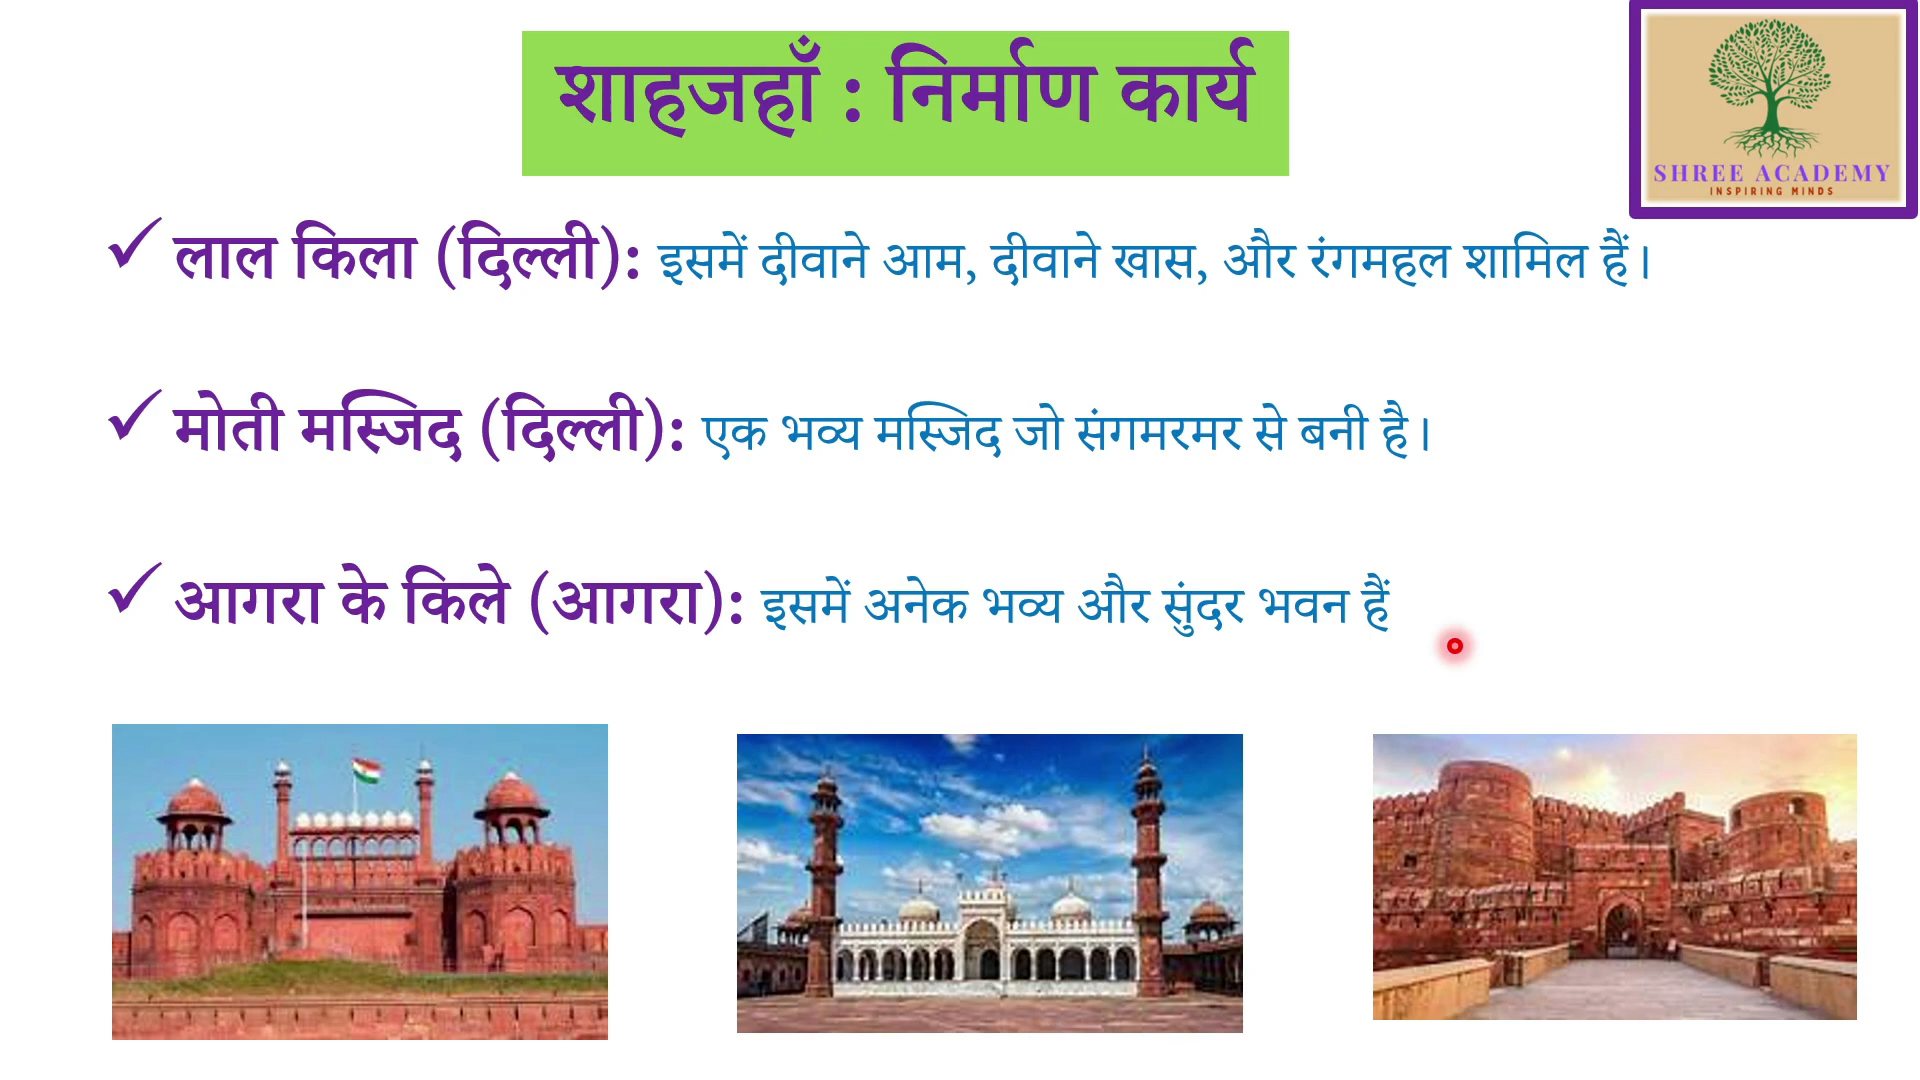 शाहजहाँ : निर्माण कार्य
SHREE ACADEMY
INSPIRING MINDS
✓ लाल किला (दिल्ली): इसमें दीवाने आम, दीवाने खास, और रंगमहल शामिल हैं।
✓ मोती मस्जिद (दिल्ली): एक भव्य मस्जिद जो संगमरमर से बनी है।
✓ आगरा के किले (आगरा): इसमें अनेक भव्य और सुंदर भवन हैं